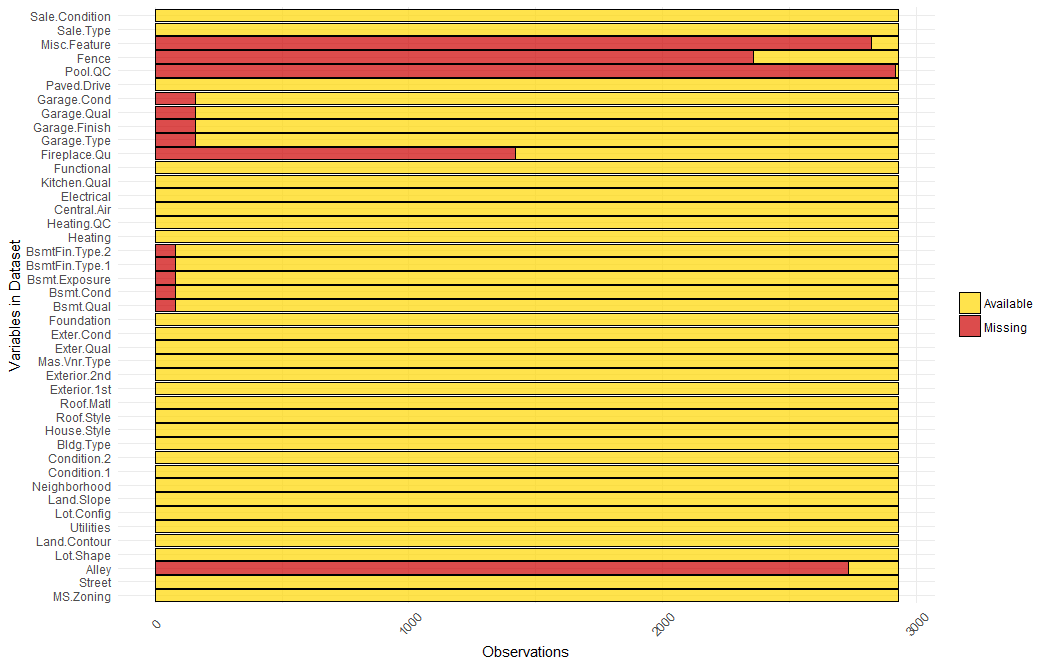 Sale.Condition
Sale.Type
Misc.Feature
Fence
Pool.QC
Paved.Drive
Garage.Cond
Garage.Qual
Garage.Finish
Garage.Type
Fireplace.Qu
Functional
Kitchen.Qual
Electrical
Central.Air
Heating.QC
Heating
BsmtFin.Type.2
BsmtFin.Type.1
Bsmt.Exposure
Bsmt.Cond
Bsmt.Qual
Foundation
Exter.Cond
Exter.Qual
Mas.Vnr.Type
Exterior.2nd
Exterior.1st
Roof.Matl
Roof.Style
House.Style
Bldg.Type
Condition.2
Condition.1
Neighborhood
Land.Slope
Lot.Config
Utilities
Land.Contour
Lot.Shape
Alley
Street
MS.Zoning
Variables in Dataset
0
1000
2000
3000
Observations
Available
Missing